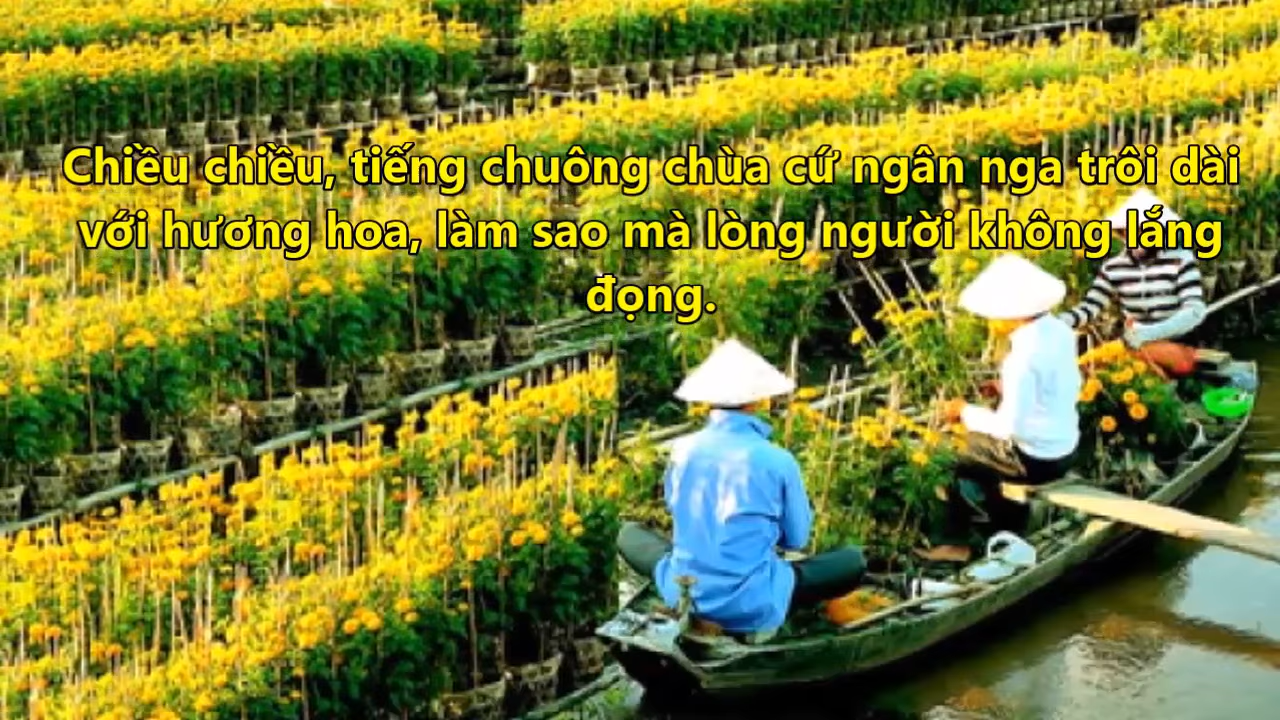 Chiều chiều, tiếng chuông chùa cứ ngân nga trôi dài
với hương hoa, làm sao mà lòng người không lắng
đọng.